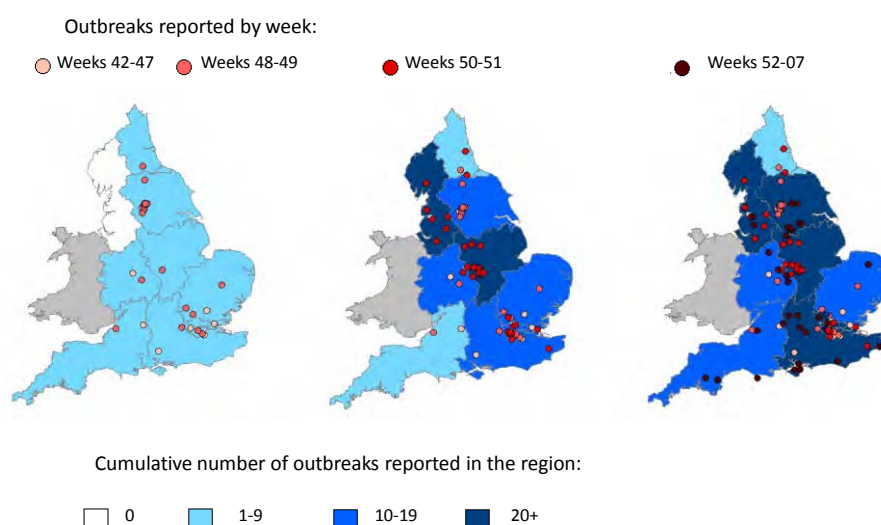 Outbreaks reported by week:
Weeks 42-47 Weeks 48-49 Weeks 50-51 Weeks 52-07
Cumulative number of outbreaks reported in the region:
0 1-9 10-19 20+